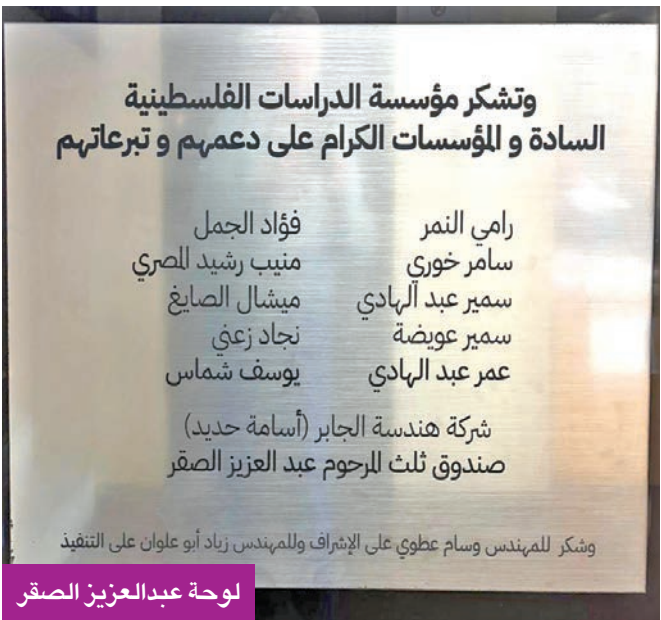 وتشكر مؤسسة الدراسات الفلسطينية
السادة و المؤسسات الكرام على دعمهم و تبرعاتهم
رامي النمر
سامر خوري
سمير عبد الهادي
سمير عويضة
عمر عبد الهادي
فؤاد الجمل
منيب رشيد المصري
ميشال الصايغ
نجاد زعني
يوسف شماس
شركة هندسة الجابر (أسامة حديد)
صندوق ثلث المرحوم عبد العزيز الصقر
وشكر للمهندس وسام عطوي على الإشراف وللمهندس زياد أبو علوان على التنفيذ
لوحة عبدالعزيز الصقر